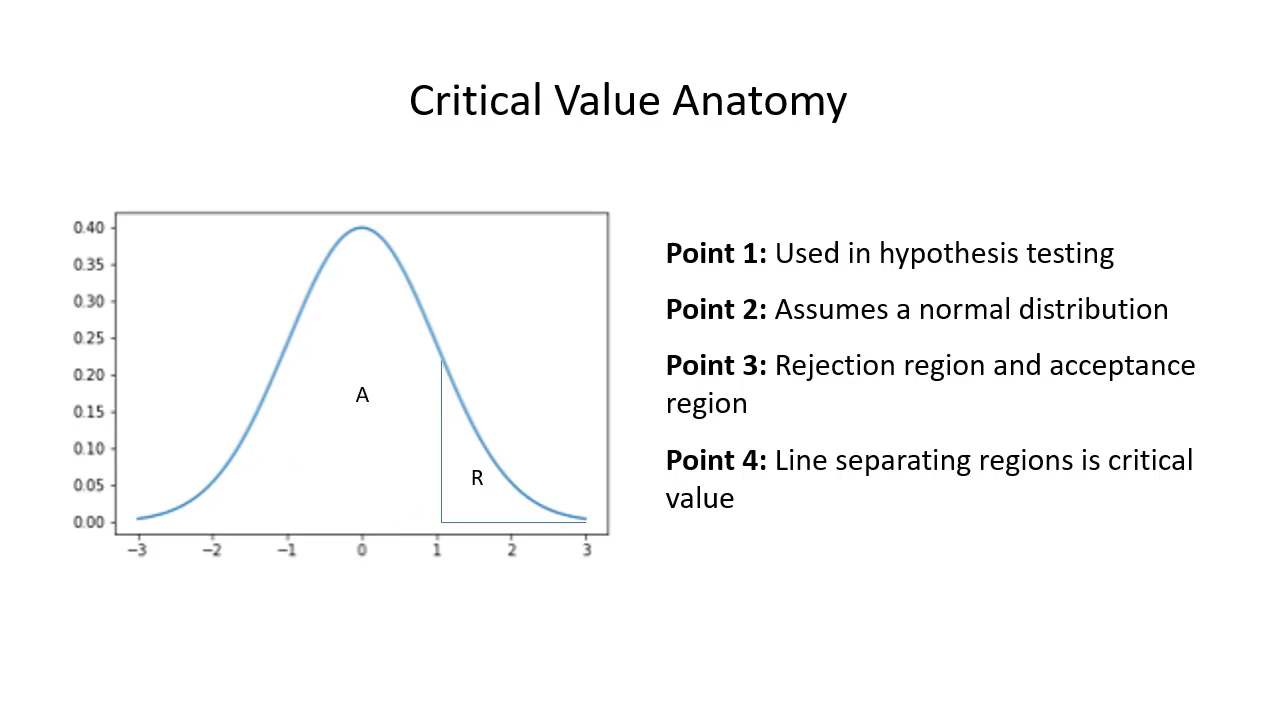 Critical Value Anatomy
0.40
0.35
0.30
0.25
0.20
0.15
0.10
0.05
0.00
A
R
−3 −2 −1 0 1 2 3
Point 1: Used in hypothesis testing
Point 2: Assumes a normal distribution
Point 3: Rejection region and acceptance
region
Point 4: Line separating regions is critical
value